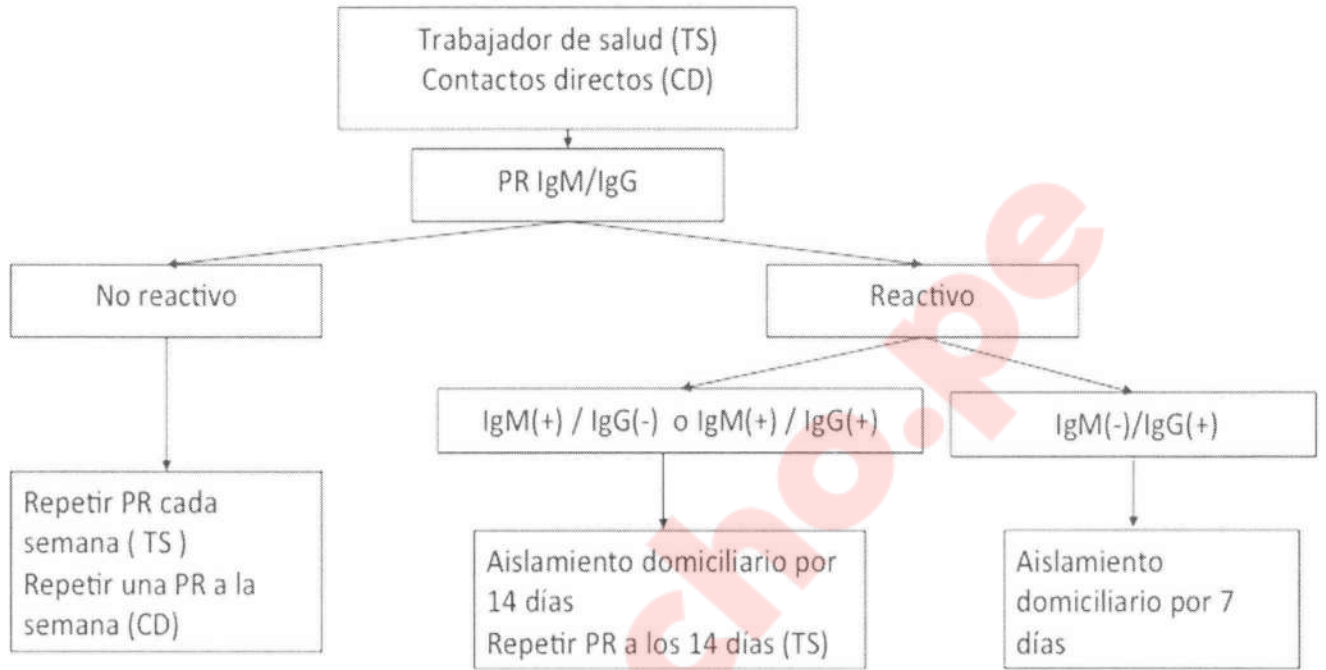 Trabajador de salud (TS)
Contactos directos (CD)
PR IgM/IgG
No reactivo
Reactivo
IgM(+) / IgG(-) o IgM(+) / IgG(+)
IgM(-)/IgG(+)
Repetir PR cada
semana ( TS )
Repetir una PR a la
semana (CD)
Aislamiento domiciliario por
14 días
Repetir PR a los 14 días (TS)
Aislamiento
domiciliario por 7
días
cho.pe